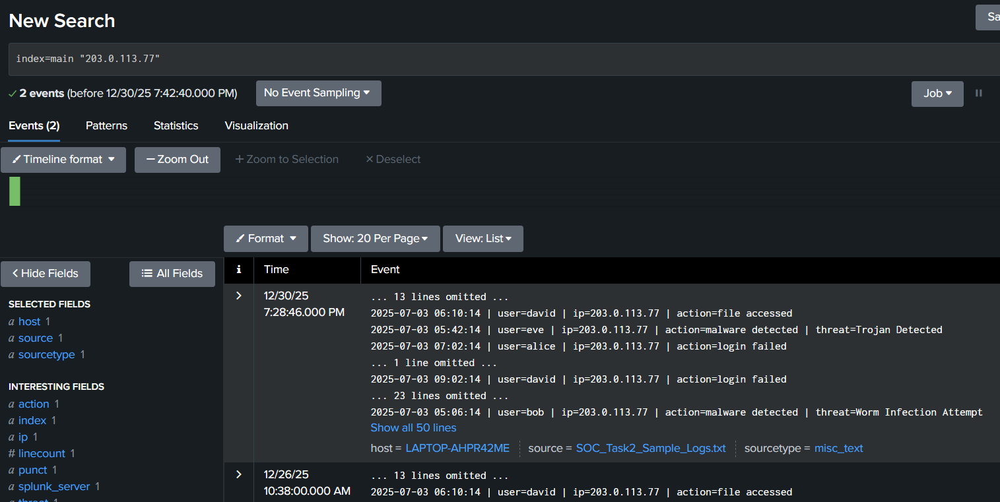 New Search
Sa
index=main "203.0.113.77"
2 events (before 12/30/25 7:42:40.000 PM)
No Event Sampling
Job
Events (2)
Patterns
Statistics
Visualization
Timeline format
— Zoom Out
+ Zoom to Selection
× Deselect
Format
Show: 20 Per Page
View: List
< Hide Fields
All Fields
i
Time
Event
SELECTED FIELDS
a host 1
a source 1
a sourcetype 1
INTERESTING FIELDS
a action 1
a index 1
a ip 1
# linecount 1
a punct 1
a splunk_server 1
a threat 1
>
12/30/25
7:28:46.000 PM
... 13 lines omitted ...
2025-07-03 06:10:14 | user=david | ip=203.0.113.77 | action=file accessed
2025-07-03 05:42:14 | user=eve | ip=203.0.113.77 | action=malware detected | threat=Trojan Detected
2025-07-03 07:02:14 | user=alice | ip=203.0.113.77 | action=login failed
... 1 line omitted ...
2025-07-03 09:02:14 | user=david | ip=203.0.113.77 | action=login failed
... 23 lines omitted ...
2025-07-03 05:06:14 | user=bob | ip=203.0.113.77 | action=malware detected | threat=Worm Infection Attempt
Show all 50 lines
host = LAPTOP-AHPR42ME
source = SOC_Task2_Sample_Logs.txt
sourcetype = misc_text
>
12/26/25
10:38:00.000 AM
... 13 lines omitted ...
2025-07-03 06:10:14 | user=david | ip=203.0.113.77 | action=file accessed